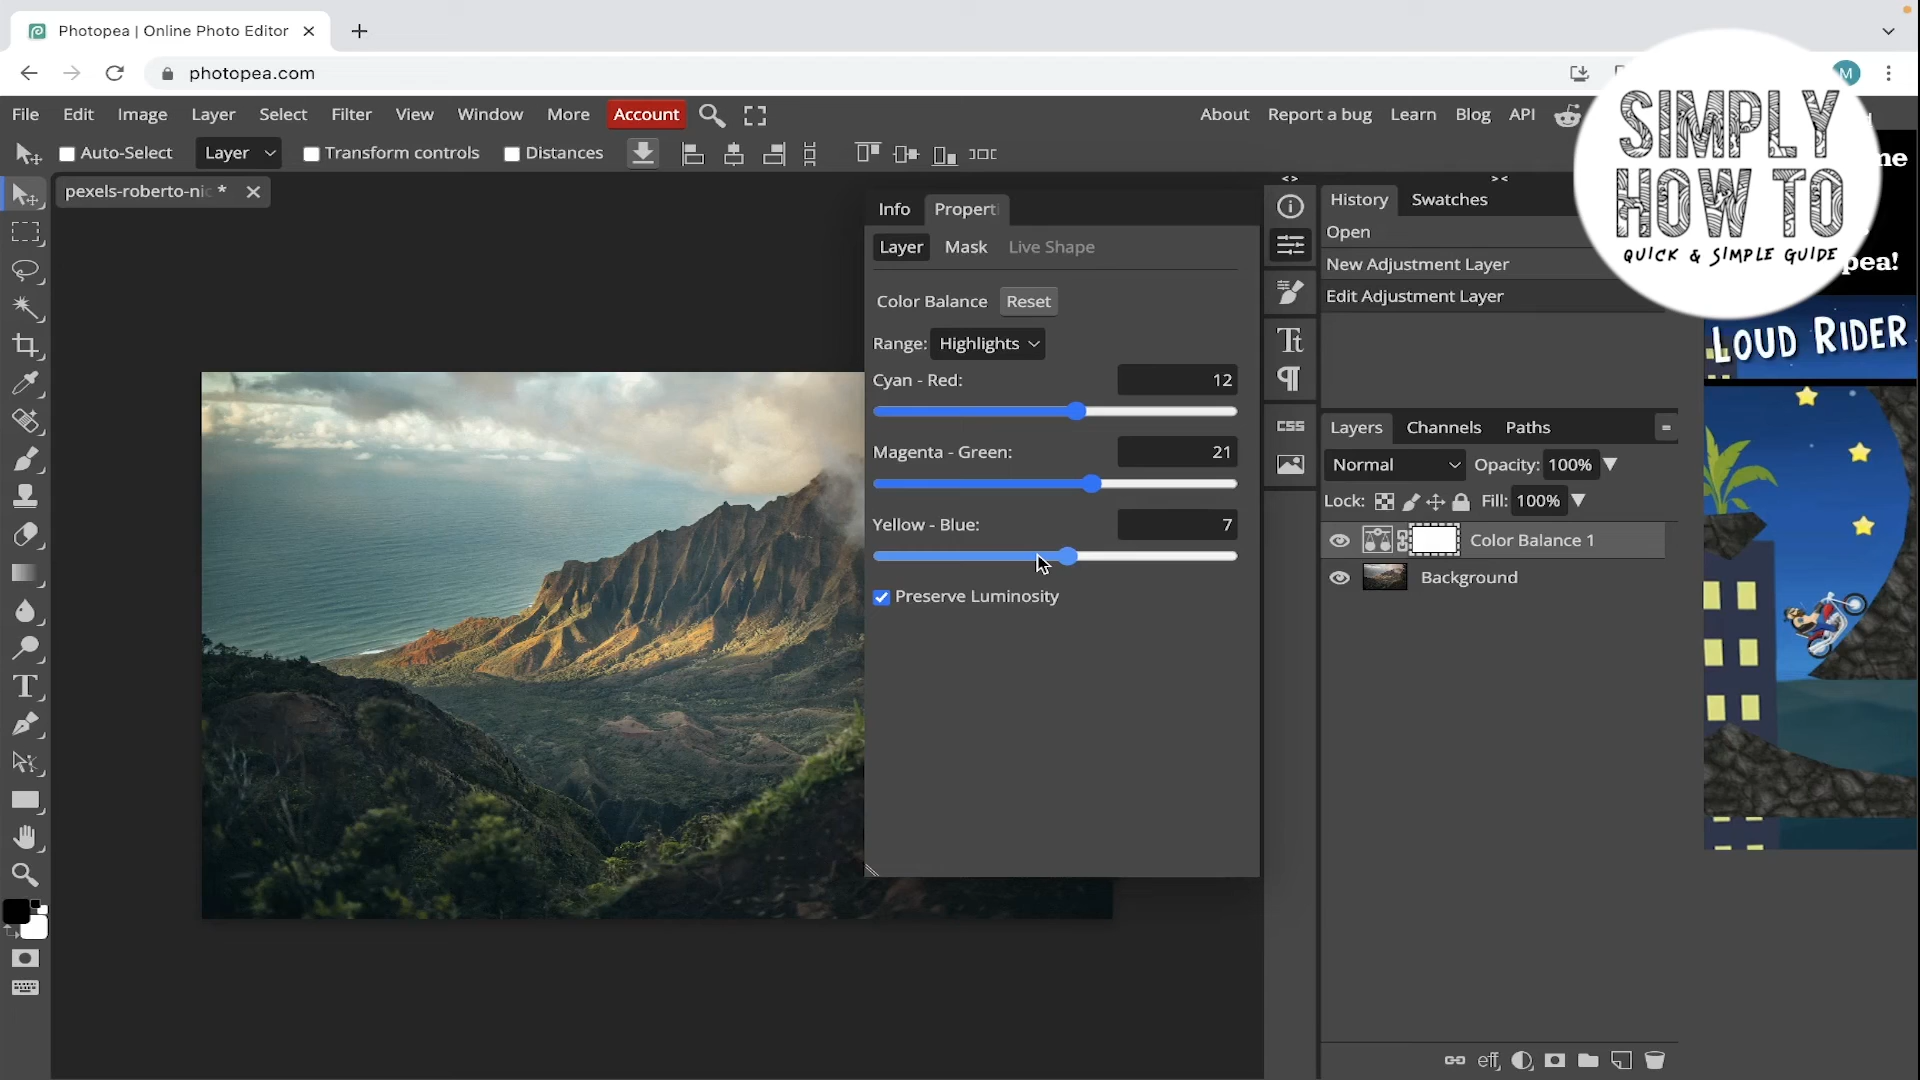 Photopea | Online Photo Editor
photopea.com
M
File Edit Image Layer Select Filter View Window More Account
About Report a bug Learn Blog API
Auto-Select Layer Transform controls Distances
pexels-roberto-nic *
Info Properti
Layer Mask Live Shape
Color Balance Reset
Range: Highlights
Cyan - Red: 12
Magenta - Green: 21
Yellow - Blue: 7
Preserve Luminosity
Tt
CSS
History Swatches
Open
New Adjustment Layer
Edit Adjustment Layer
Layers Channels Paths
Normal Opacity: 100%
Lock: Fill: 100%
Color Balance 1
Background
eff
SIMPLY
HOW TO
QUICK & SIMPLE GUIDE
pea!
LOUD RIDER